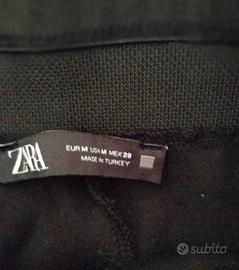 ZARA
EUR M USA M MEX 28
MADE IN TURKEY
subito